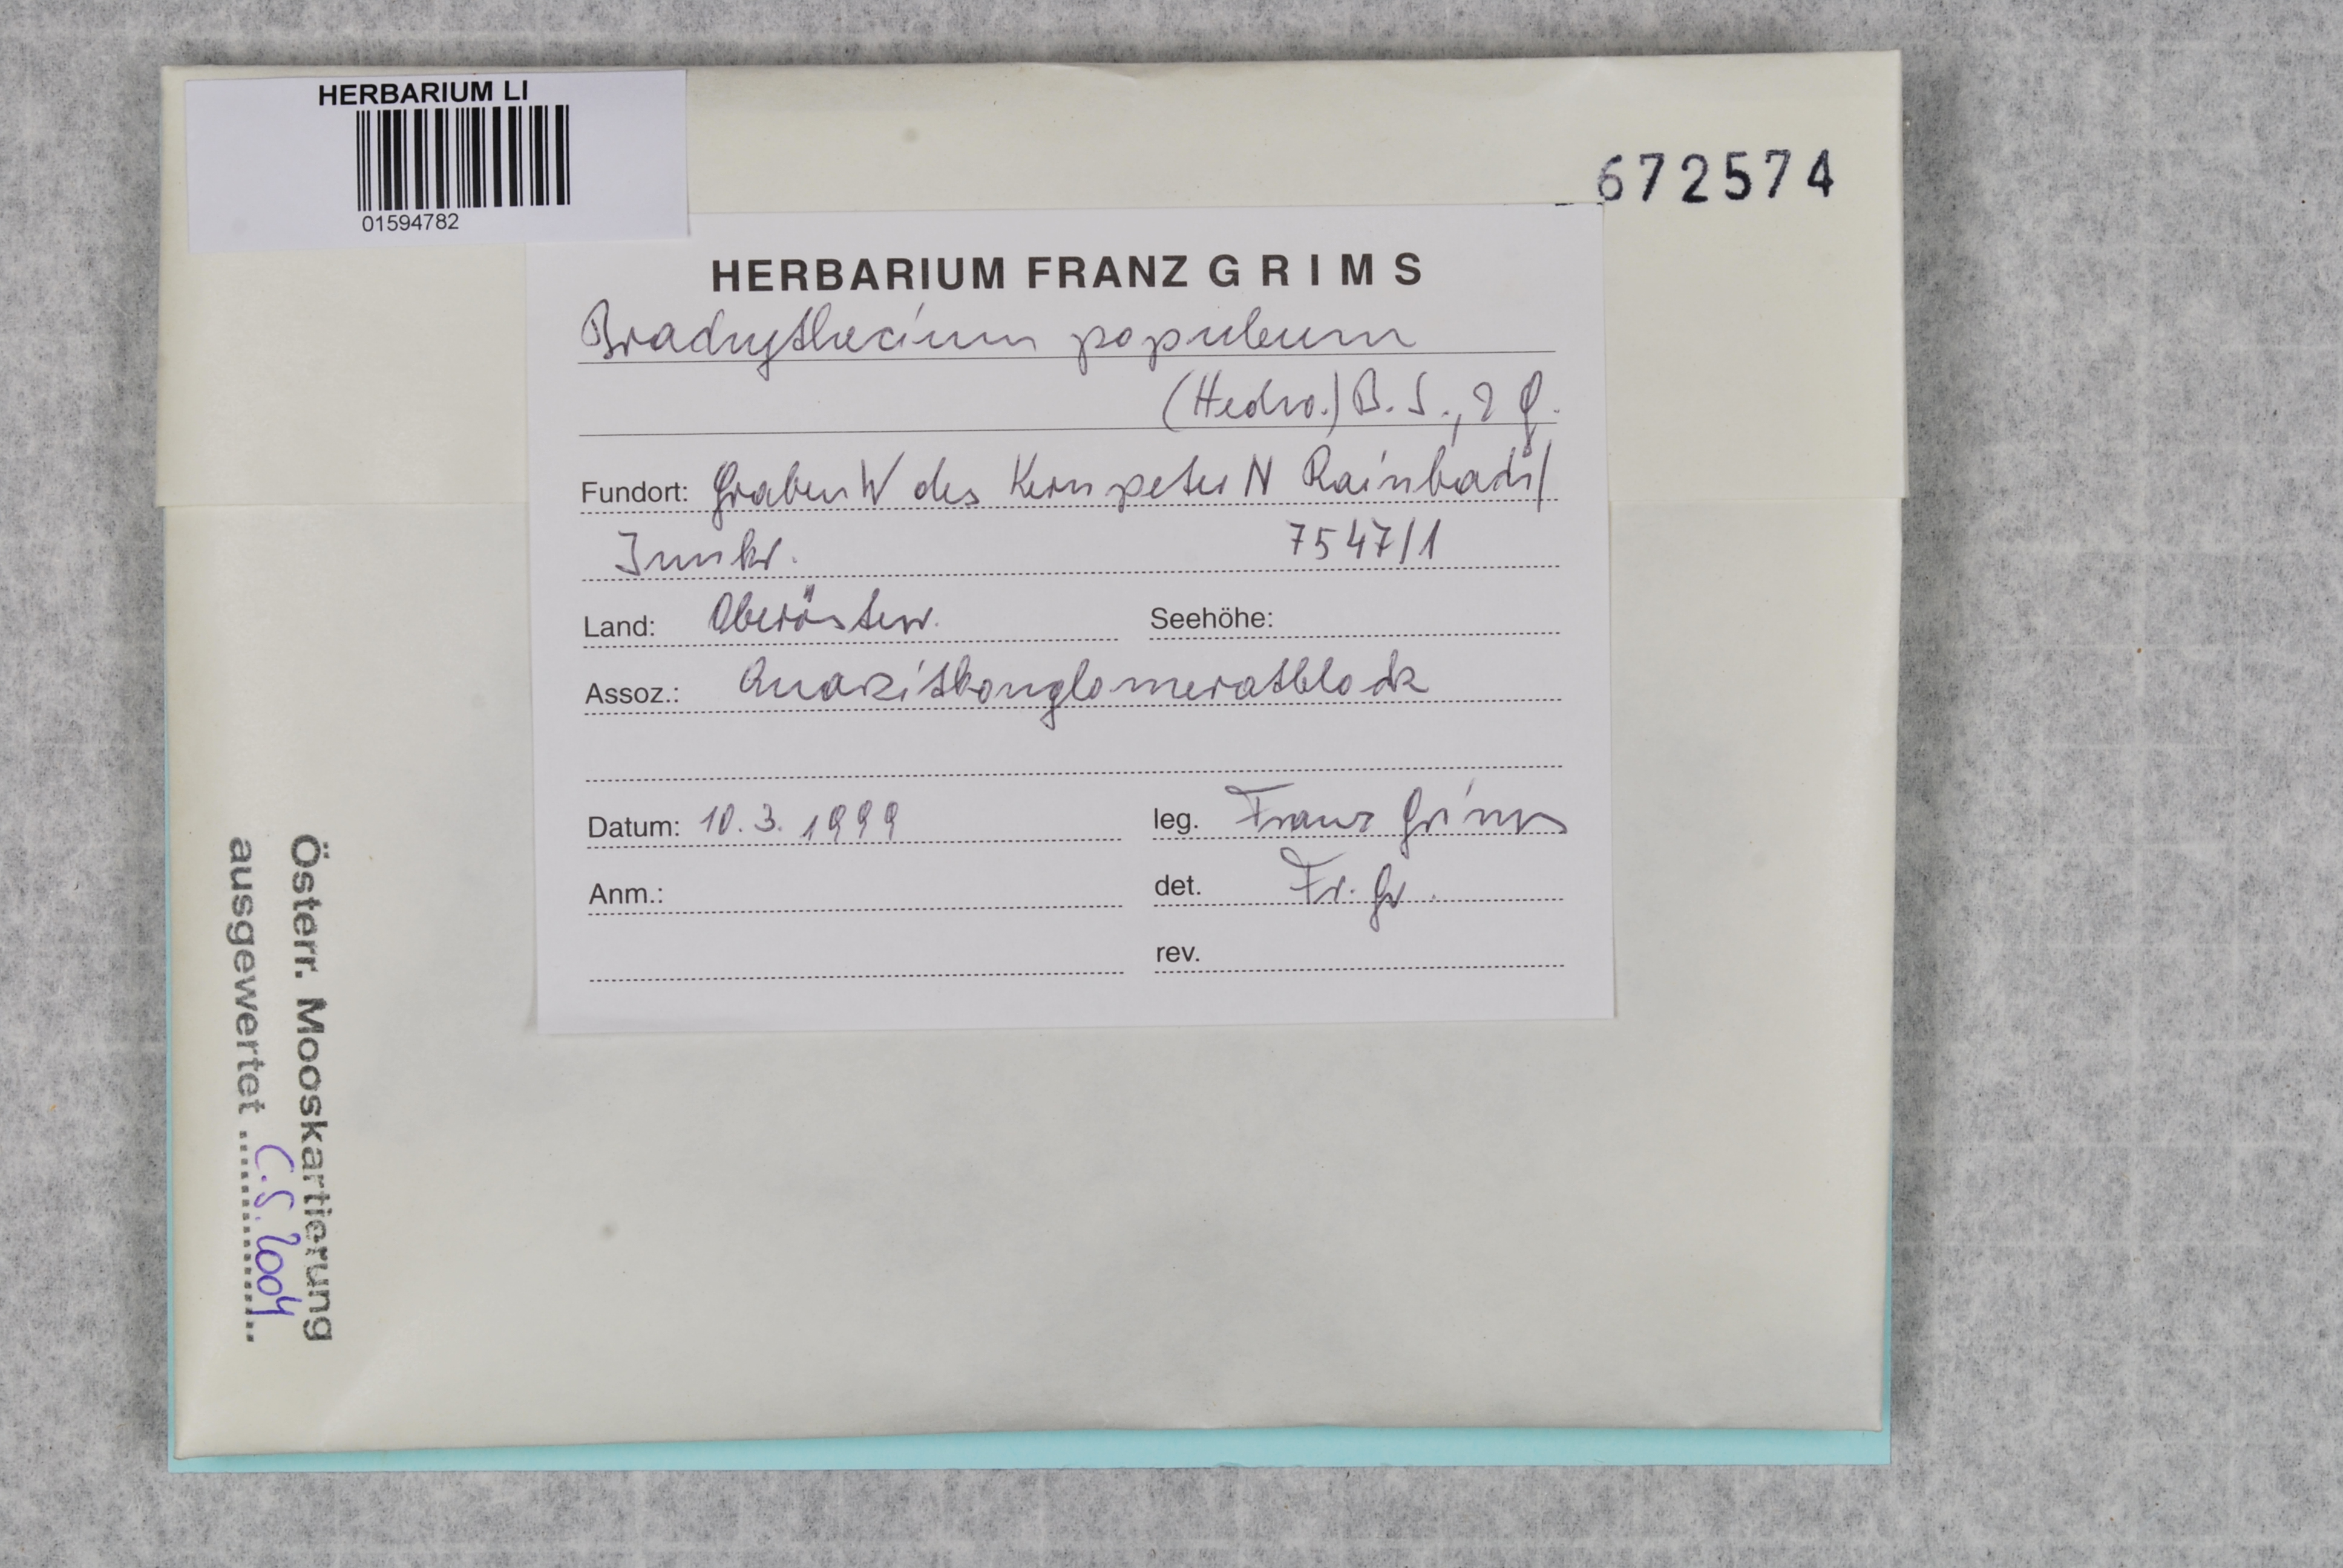 HERBARIUM LI
01594782
672574
HERBARIUM FRANZ GRIMS
Brachythecium populeum
(Hedw.) B. S., & G.
Fundort: Graben W des Kernpeter N Rainbach/
Innkr. 7547/1
Land: Oberösterr. Seehöhe:
Assoz.: Quarzitkonglomeratblock
Datum: 10.3.1999 leg. Franz Grims
Anm.: det. Fr. Gr.
rev.
Österr. Mooskartierung
ausgewertet C.S. 2004